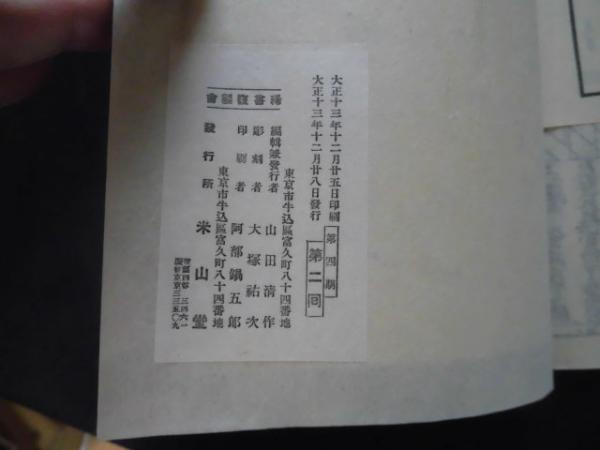 大正十三年十二月廿五日印刷
大正十三年十二月廿八日發行
第四期
第二回
稀書複製會
東京市牛込區富久町八十四番地
編輯兼發行者 山田清作
彫刻者 大塚祐次
印刷者 阿部鍋五郎
東京市牛込區富久町八十四番地
發行所 米山堂